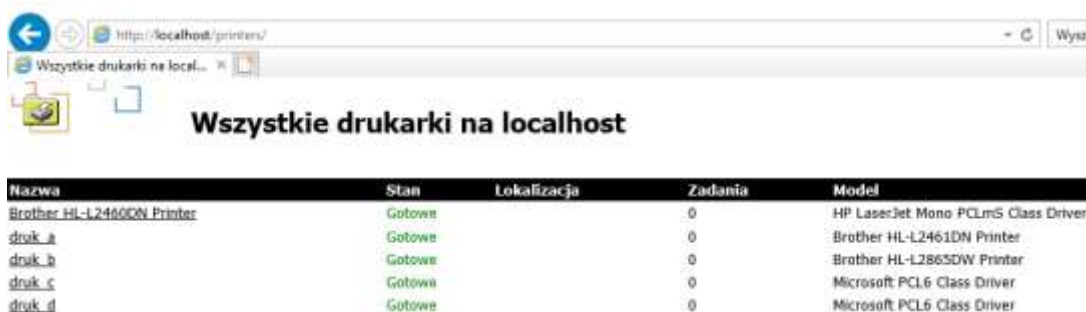 http://localhost/printers/
Wysz
Wszystkie drukarki na local...
Wszystkie drukarki na localhost
Nazwa Stan Lokalizacja Zadania Model
Brother HL-L2460DN Printer Gotowe 0 HP LaserJet Mono PCLmS Class Driver
druk_a Gotowe 0 Brother HL-L2461DN Printer
druk_b Gotowe 0 Brother HL-L2865DW Printer
druk_c Gotowe 0 Microsoft PCL6 Class Driver
druk_d Gotowe 0 Microsoft PCL6 Class Driver